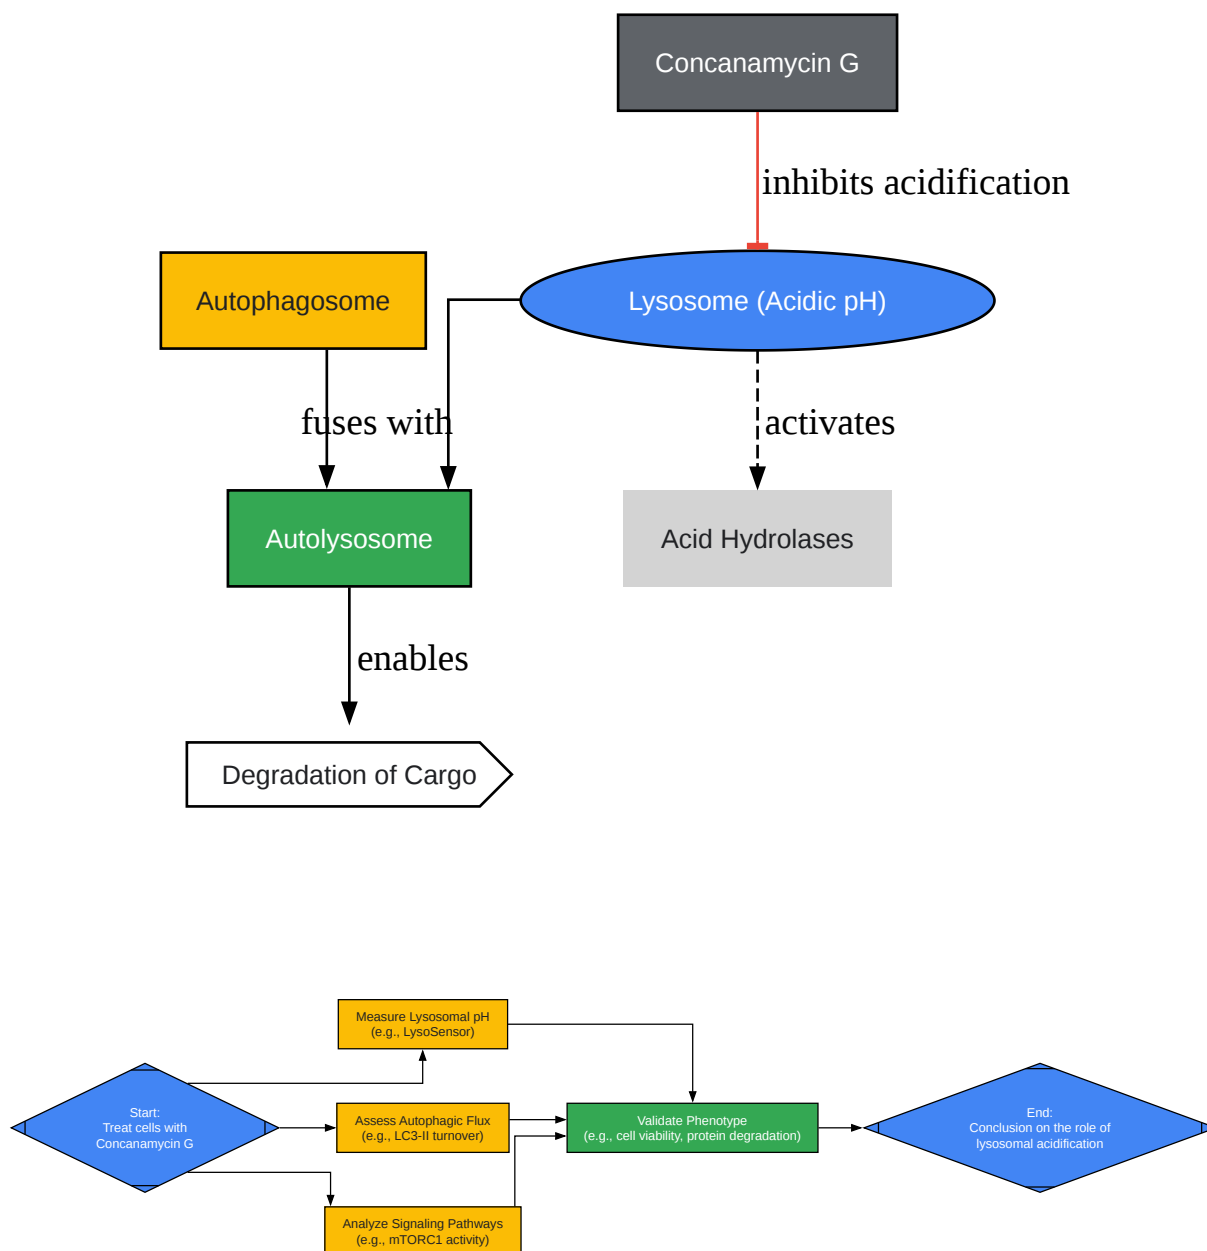 Concanamycin G
inhibits acidification
Autophagosome
Lysosome (Acidic pH)
fuses with
activates
Autolysosome
Acid Hydrolases
enables
Degradation of Cargo
Measure Lysosomal pH
(e.g., LysoSensor)
Start:
Treat cells with
Concanamycin G
Assess Autophagic Flux
(e.g., LC3-II turnover)
Validate Phenotype
(e.g., cell viability, protein degradation)
End:
Conclusion on the role of
lysosomal acidification
Analyze Signaling Pathways
(e.g., mTORC1 activity)